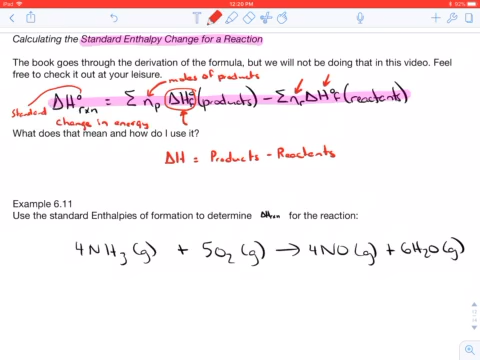 iPad
12:29 PM
93%
Calculating the Standard Enthalpy Change for a Reaction
The book goes through the derivation of the formula, but we will not be doing that in this video. Feel
free to check it out at your leisure.
moles of products
ΔH°rxn = Σ np ΔH°f (products) − Σ nr ΔH°f (reactants)
Standard
change in energy
What does that mean and how do I use it?
ΔH = Products - Reactants
Example 6.11
Use the standard Enthalpies of formation to determine ΔHrxn for the reaction:
4NH3(g) + 5O2(g) → 4NO(g) + 6H2O(g)